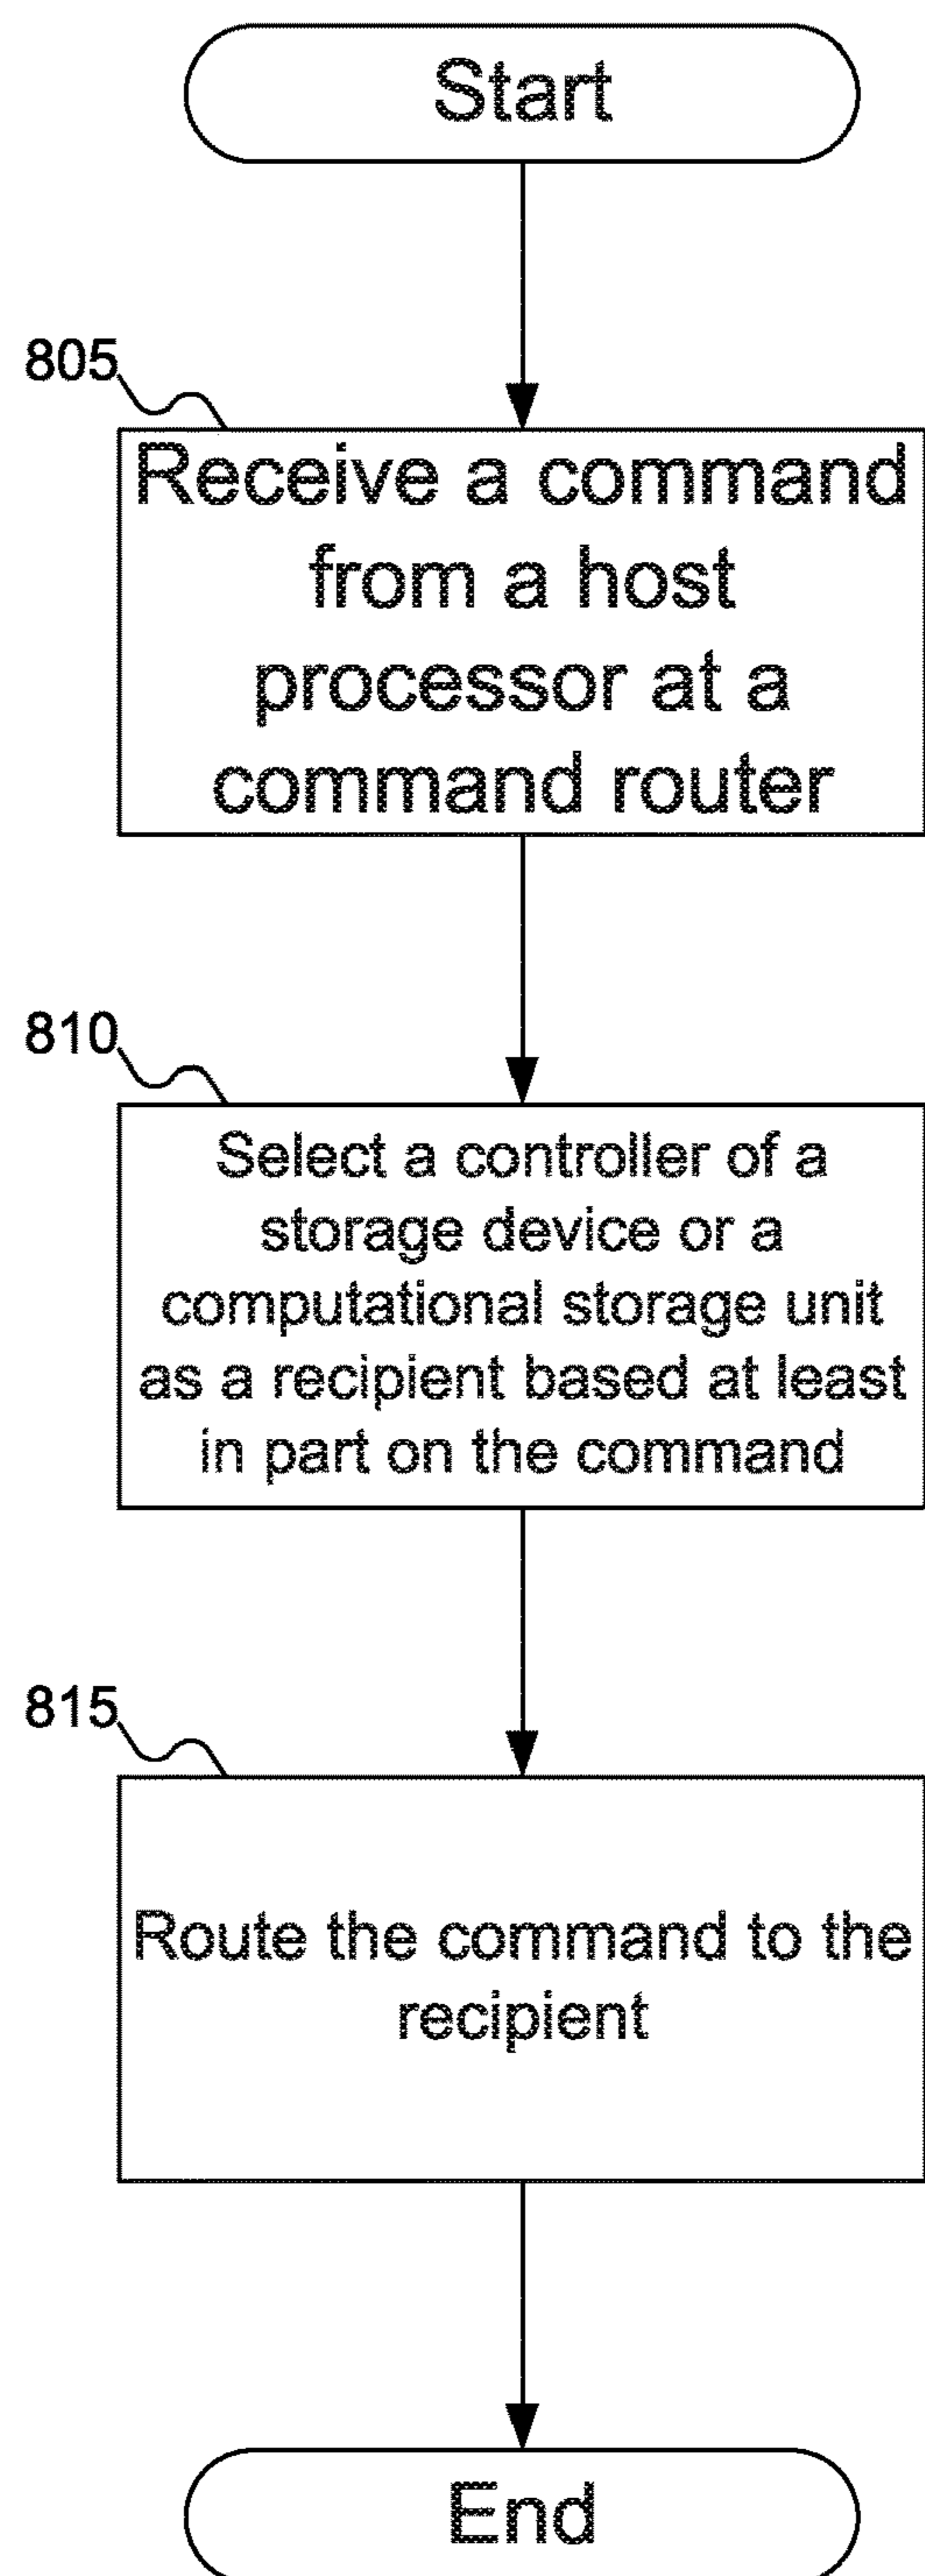 Start
805
Receive a command
from a host
processor at a
command router
810
Select a controller of a
storage device or a
computational storage unit
as a recipient based at least
in part on the command
815
Route the command to the
recipient
End